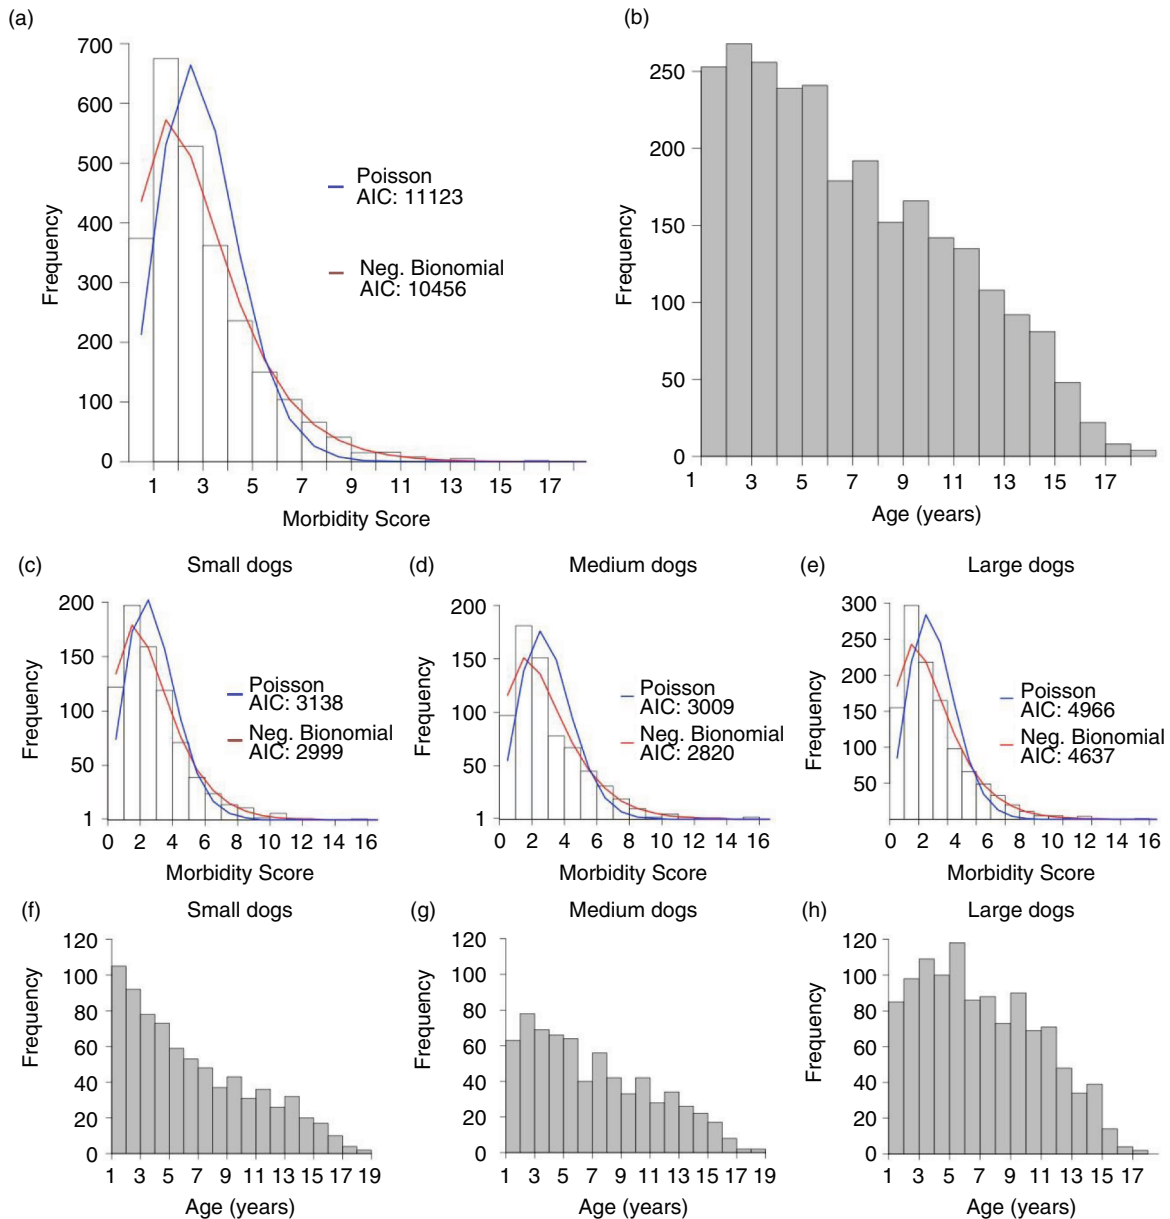 (a)
700
600
500
400
300
200
100
0
Frequency
Poisson
AIC: 11123
Neg. Bionomial
AIC: 10456
1 3 5 7 9 11 13 15 17
Morbidity Score
(b)
250
200
150
100
50
0
Frequency
1 3 5 7 9 11 13 15 17
Age (years)
(c) Small dogs
200
150
100
50
1
Frequency
Poisson
AIC: 3138
Neg. Bionomial
AIC: 2999
0 2 4 6 8 10 12 14 16
Morbidity Score
(d) Medium dogs
200
150
100
50
1
Frequency
Poisson
AIC: 3009
Neg. Bionomial
AIC: 2820
0 2 4 6 8 10 12 14 16
Morbidity Score
(e) Large dogs
300
250
200
150
100
50
Frequency
Poisson
AIC: 4966
Neg. Bionomial
AIC: 4637
0 2 4 6 8 10 12 14 16
Morbidity Score
(f) Small dogs
120
100
80
60
40
20
0
Frequency
1 3 5 7 9 11 13 15 17 19
Age (years)
(g) Medium dogs
120
100
80
60
40
20
0
Frequency
1 3 5 7 9 11 13 15 17 19
Age (years)
(h) Large dogs
120
100
80
60
40
20
0
Frequency
1 3 5 7 9 11 13 15 17
Age (years)